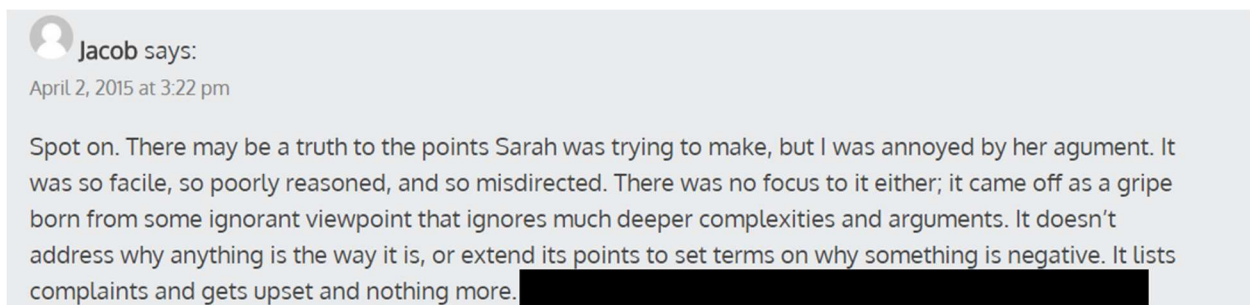 Jacob says:
April 2, 2015 at 3:22 pm
Spot on. There may be a truth to the points Sarah was trying to make, but I was annoyed by her agument. It
was so facile, so poorly reasoned, and so misdirected. There was no focus to it either; it came off as a gripe
born from some ignorant viewpoint that ignores much deeper complexities and arguments. It doesn’t
address why anything is the way it is, or extend its points to set terms on why something is negative. It lists
complaints and gets upset and nothing more.